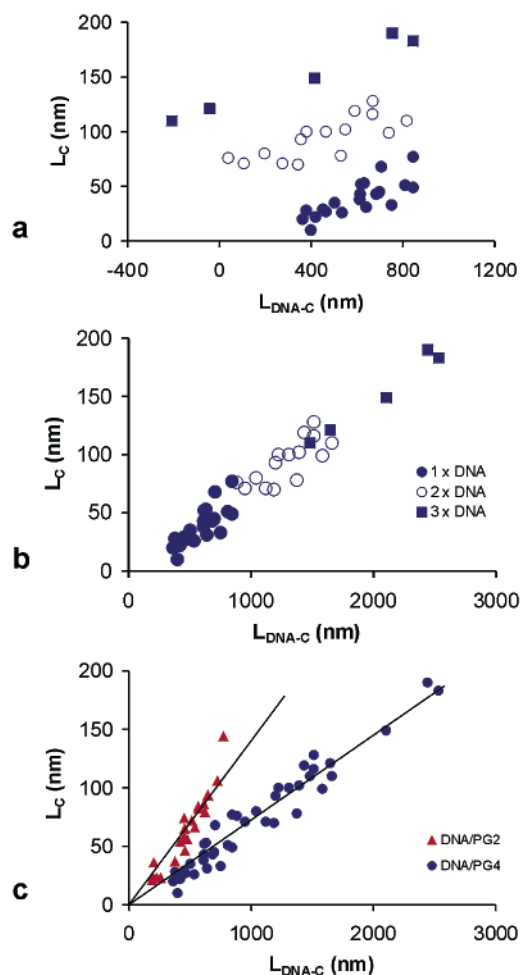 200
150
100
50
0
L_C (nm)
-400 0 400 800 1200
L_DNA-C (nm)
a
200
150
100
50
0
L_C (nm)
1 x DNA
2 x DNA
3 x DNA
0 1000 2000 3000
L_DNA-C (nm)
b
200
150
100
50
0
L_C (nm)
DNA/PG2
DNA/PG4
0 1000 2000 3000
L_DNA-C (nm)
c